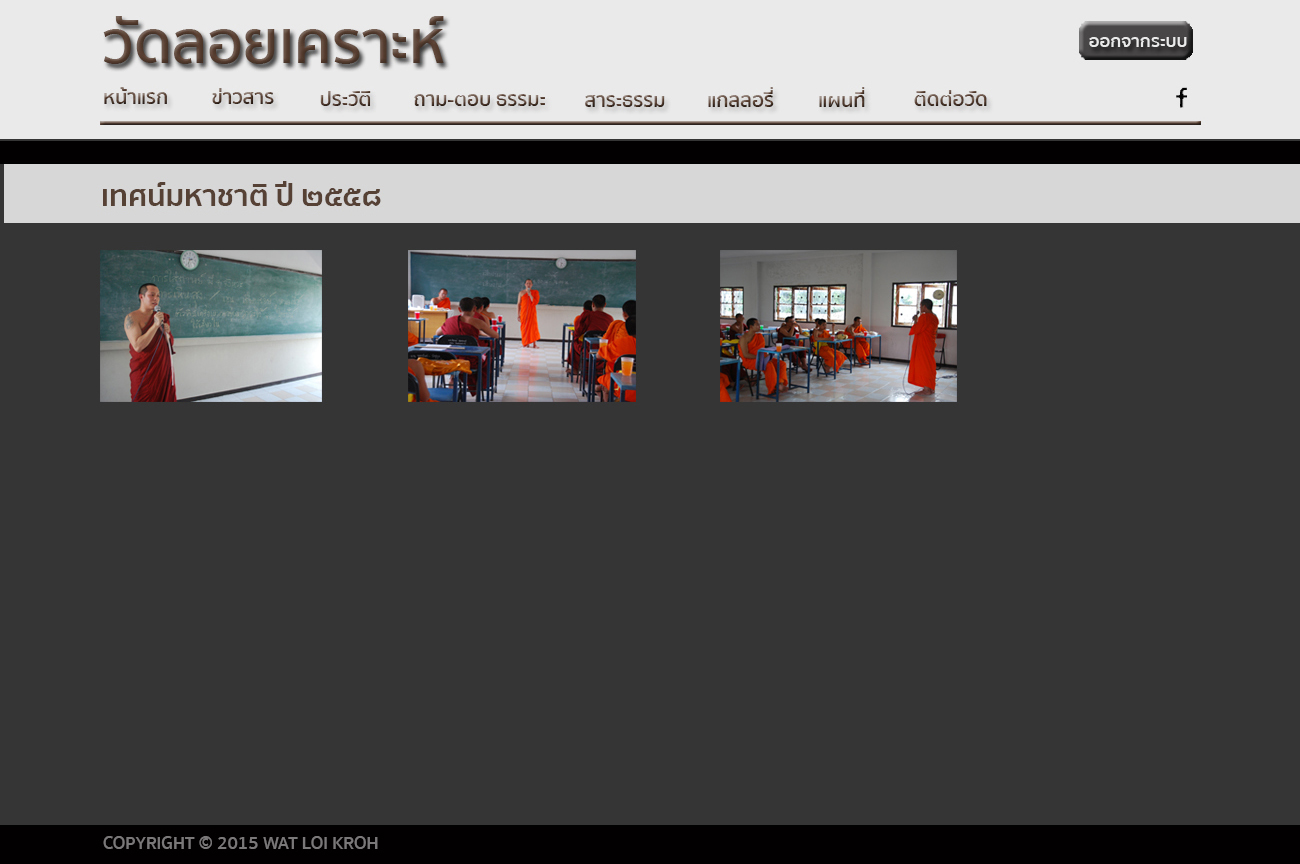 วัดลอยเคราะห์
ออกจากระบบ
หน้าแรก ข่าวสาร ประวัติ ถาม-ตอบ ธรรมะ สาระธรรม แกลลอรี่ แผนที่ ติดต่อวัด f
เทศน์มหาชาติ ปี ๒๕๕๘
COPYRIGHT © 2015 WAT LOI KROH